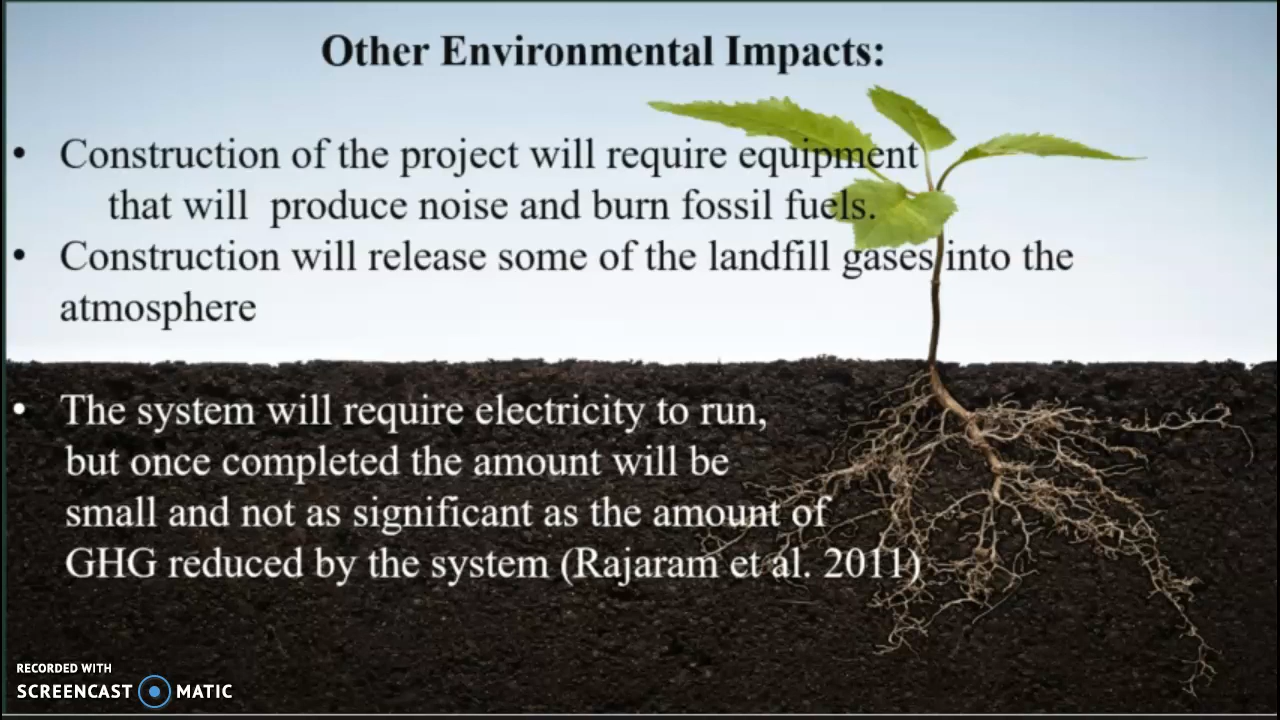 Other Environmental Impacts:
• Construction of the project will require equipment
that will produce noise and burn fossil fuels.
• Construction will release some of the landfill gases into the
atmosphere
• The system will require electricity to run,
but once completed the amount will be
small and not as significant as the amount of
GHG reduced by the system (Rajaram et al. 2011)
RECORDED WITH
SCREENCAST MATIC